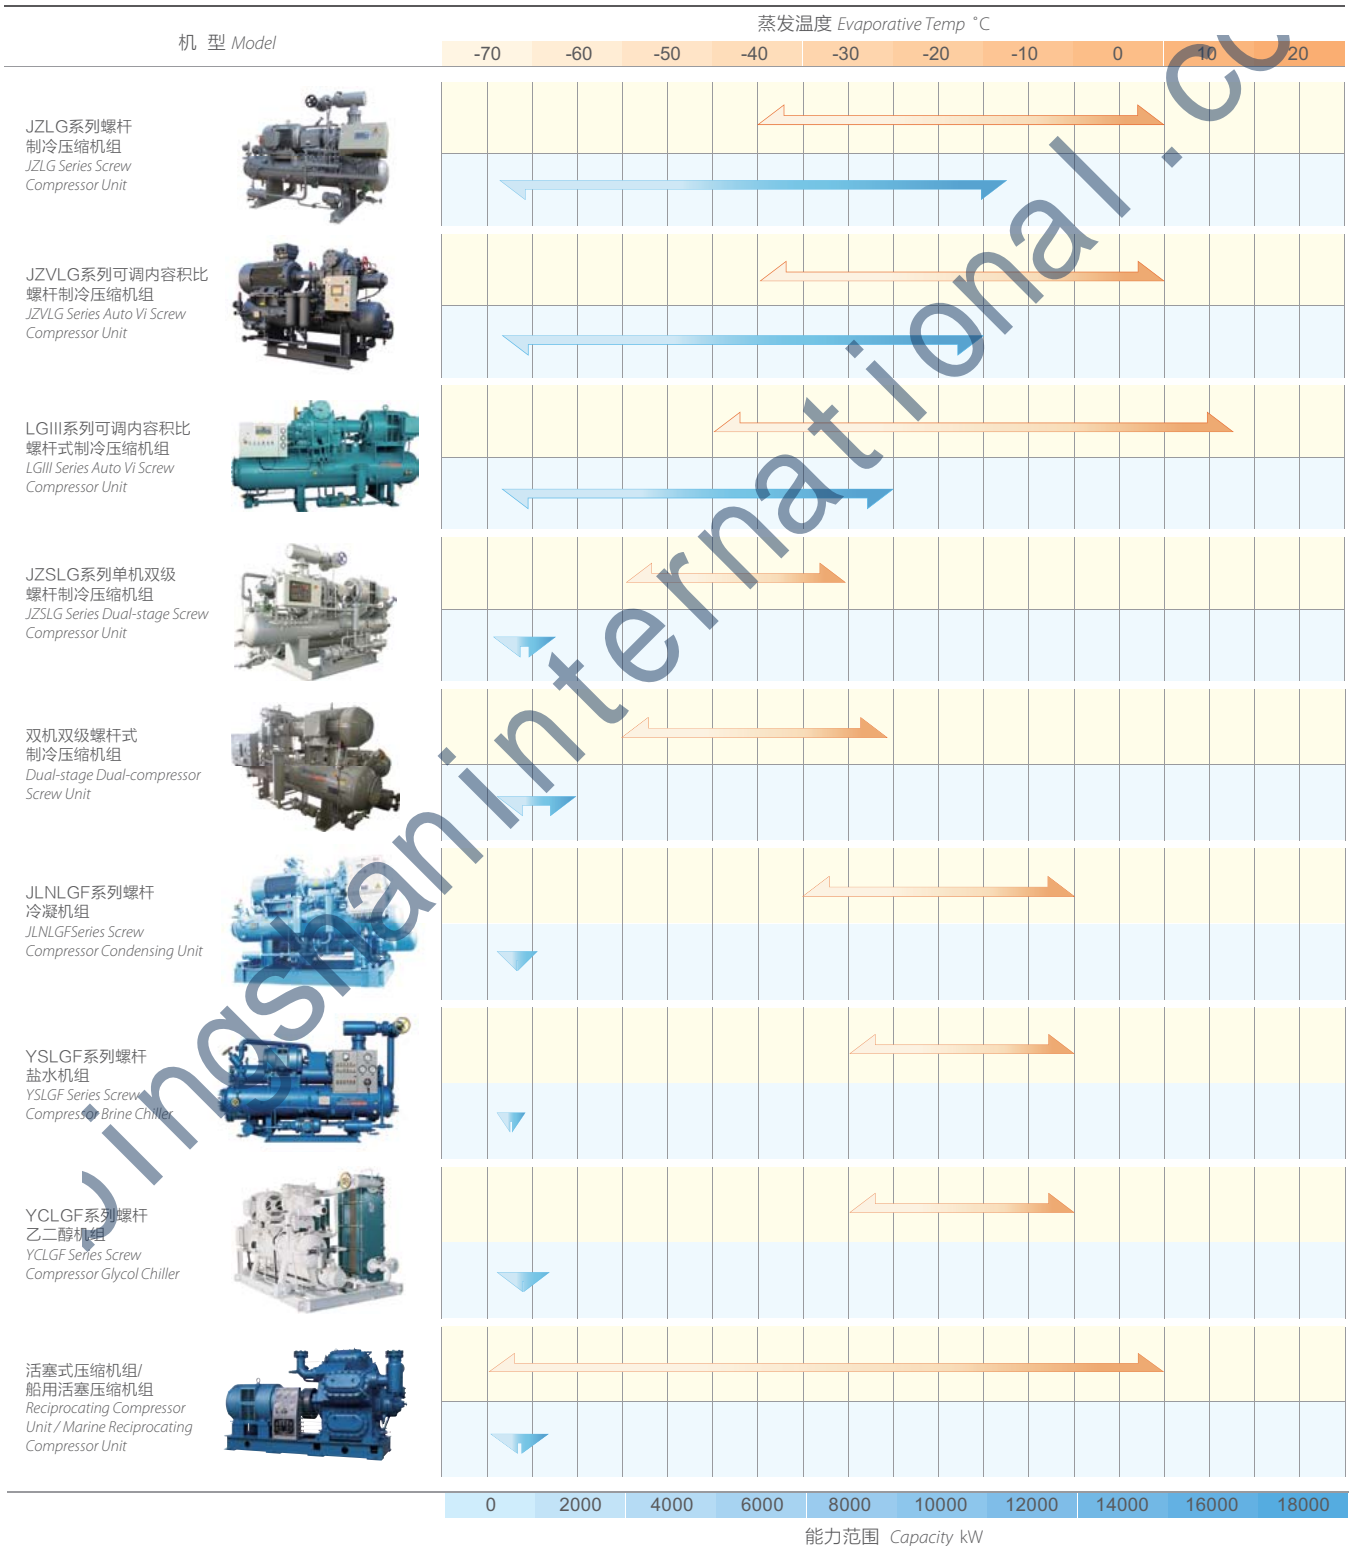 蒸发温度 Evaporative Temp °C
机 型 Model
-70 -60 -50 -40 -30 -20 -10 0 10 20
JZLG系列螺杆
制冷压缩机组
JZLG Series Screw
Compressor Unit
JZVLG系列可调内容积比
螺杆制冷压缩机组
JZVLG Series Auto Vi Screw
Compressor Unit
LGIII系列可调内容积比
螺杆式制冷压缩机组
LGIII Series Auto Vi Screw
Compressor Unit
JZSLG系列单机双级
螺杆制冷压缩机组
JZSLG Series Dual-stage Screw
Compressor Unit
双机双级螺杆式
制冷压缩机组
Dual-stage Dual-compressor
Screw Unit
JLNLGF系列螺杆
冷凝机组
JLNLGFSeries Screw
Compressor Condensing Unit
YSLGF系列螺杆
盐水机组
YSLGF Series Screw
Compressor Brine Chiller
YCLGF系列螺杆
乙二醇机组
YCLGF Series Screw
Compressor Glycol Chiller
活塞式压缩机组/
船用活塞压缩机组
Reciprocating Compressor
Unit / Marine Reciprocating
Compressor Unit
0 2000 4000 6000 8000 10000 12000 14000 16000 18000
能力范围 Capacity kW
ingshaninternational.co